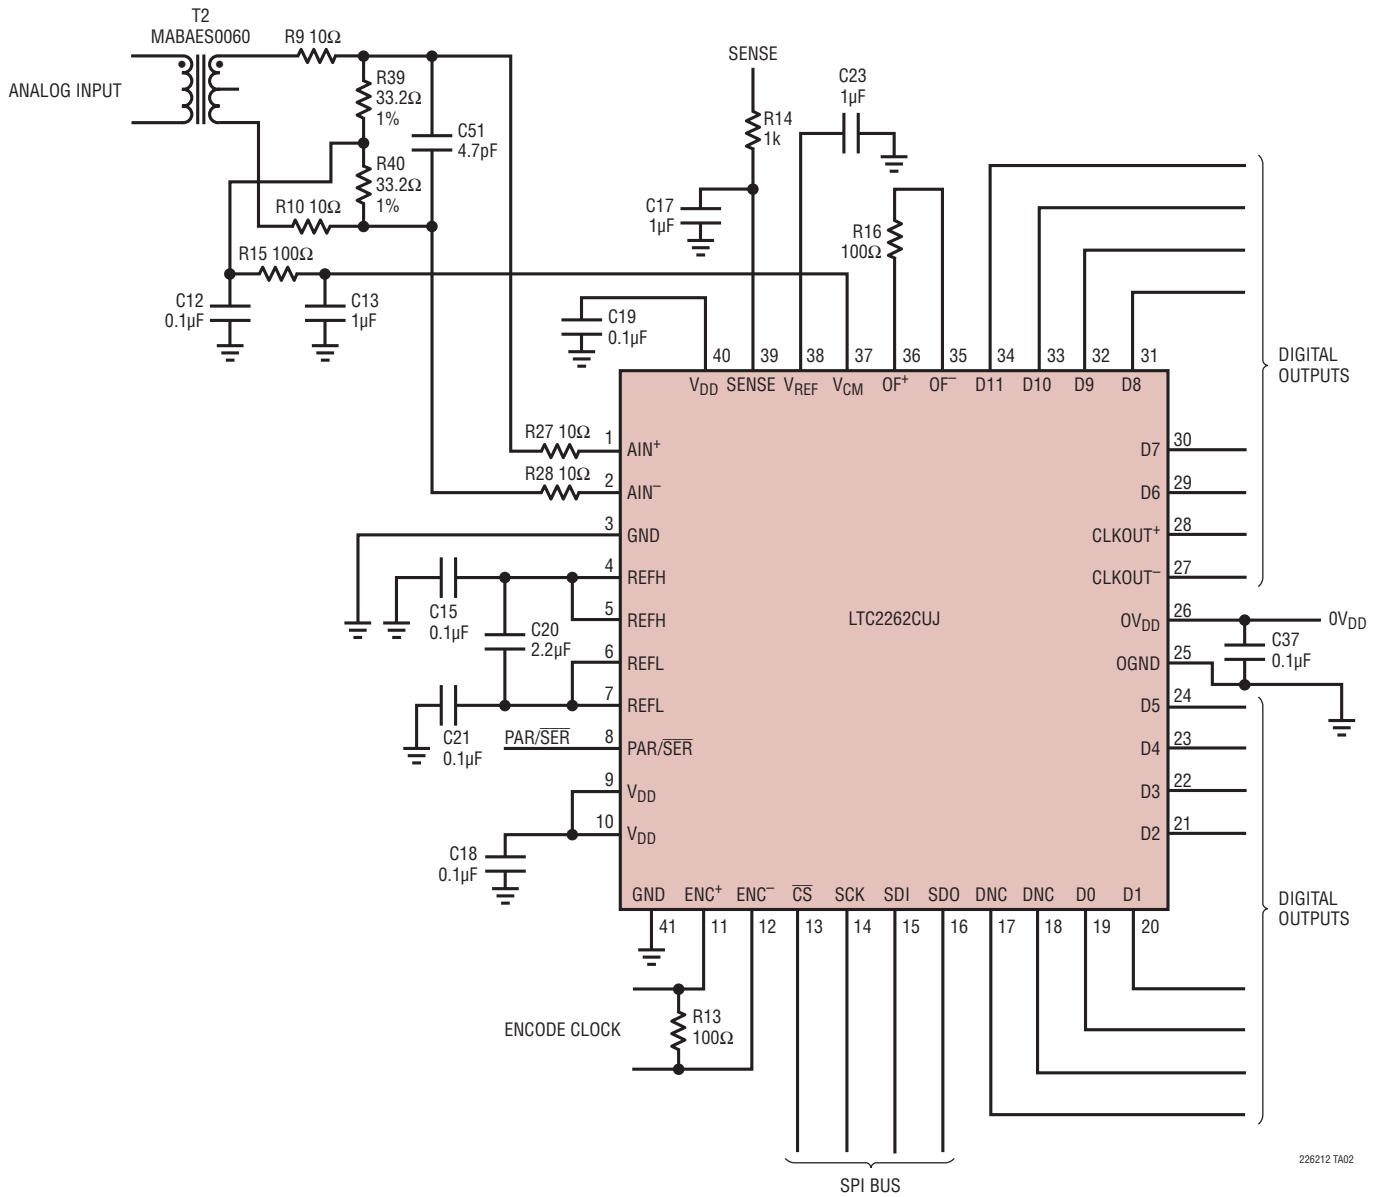 T2
MABAES0060
ANALOG INPUT
R9 10Ω
R39
33.2Ω
1%
C51
4.7pF
R40
33.2Ω
1%
R10 10Ω
R15 100Ω
C12
0.1µF
C13
1µF
SENSE
R14
1k
C17
1µF
C23
1µF
R16
100Ω
C19
0.1µF
40 39 38 37 36 35 34 33 32 31
VDD SENSE VREF VCM OF+ OF– D11 D10 D9 D8
DIGITAL
OUTPUTS
R27 10Ω
1 AIN+
R28 10Ω
2 AIN–
3 GND
4 REFH
C15
0.1µF
5 REFH
C20
2.2µF
6 REFL
7 REFL
C21
0.1µF
PAR/SER
8 PAR/SER
9 VDD
10 VDD
C18
0.1µF
LTC2262CUJ
D7 30
D6 29
CLKOUT+ 28
CLKOUT– 27
OVDD 26
0VDD
C37
0.1µF
OGND 25
D5 24
D4 23
D3 22
D2 21
GND ENC+ ENC– CS SCK SDI SDO DNC DNC D0 D1
41 11 12 13 14 15 16 17 18 19 20
DIGITAL
OUTPUTS
ENCODE CLOCK
R13
100Ω
SPI BUS
226212 TA02